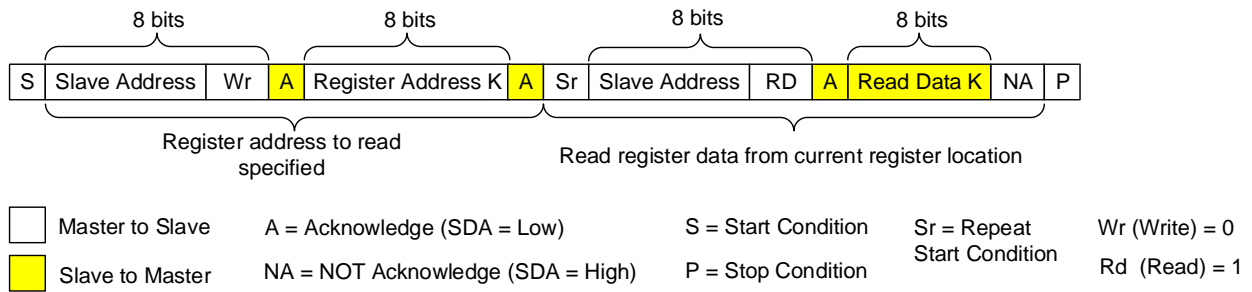 8 bits 8 bits 8 bits 8 bits
S Slave Address Wr A Register Address K A Sr Slave Address RD A Read Data K NA P
Register address to read
specified
Read register data from current register location
Master to Slave A = Acknowledge (SDA = Low) S = Start Condition Sr = Repeat
Start Condition Wr (Write) = 0
Slave to Master NA = NOT Acknowledge (SDA = High) P = Stop Condition Rd (Read) = 1